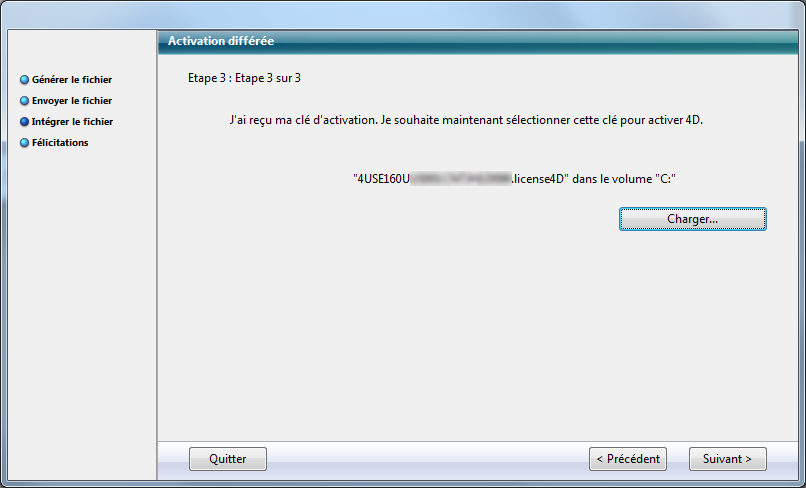 Activation différée
Générer le fichier
Envoyer le fichier
Intégrer le fichier
Félicitations
Etape 3 : Etape 3 sur 3
J'ai reçu ma clé d'activation. Je souhaite maintenant sélectionner cette clé pour activer 4D.
"4USE160U .license4D" dans le volume "C:"
Charger...
Quitter
< Précédent
Suivant >